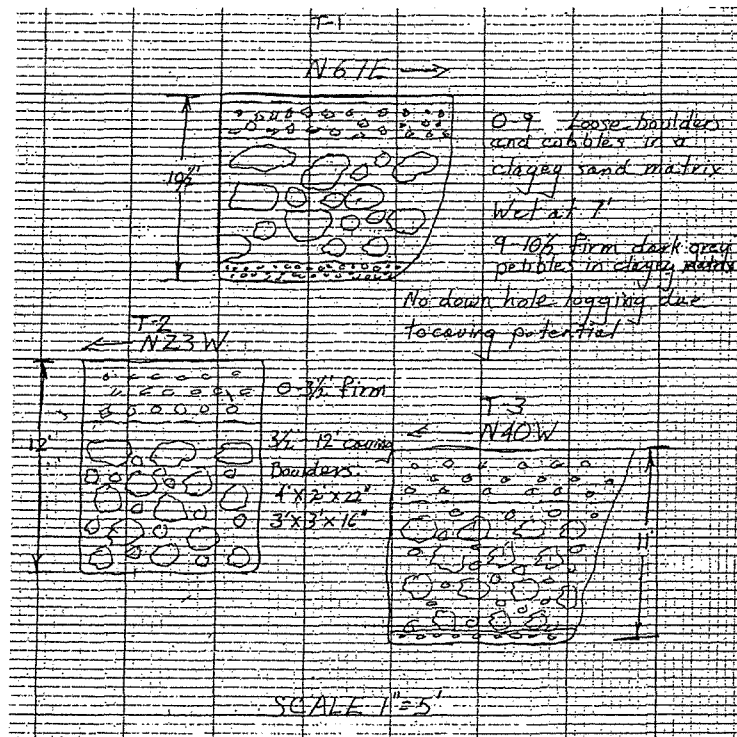 T-1
N67E
10½'
0-9 Loose boulders
and cobbles in a
clayey sand matrix
Wet at 7'
9-10½ firm dark grey
pebbles in clayey matrix
No down hole logging due
to caving potential
T-2
N23W
12'
0-3½' firm
3½-12' caving
Boulders.
4'x2'x22"
3'x3'x16"
T-3
N40W
11'
SCALE 1"=5'